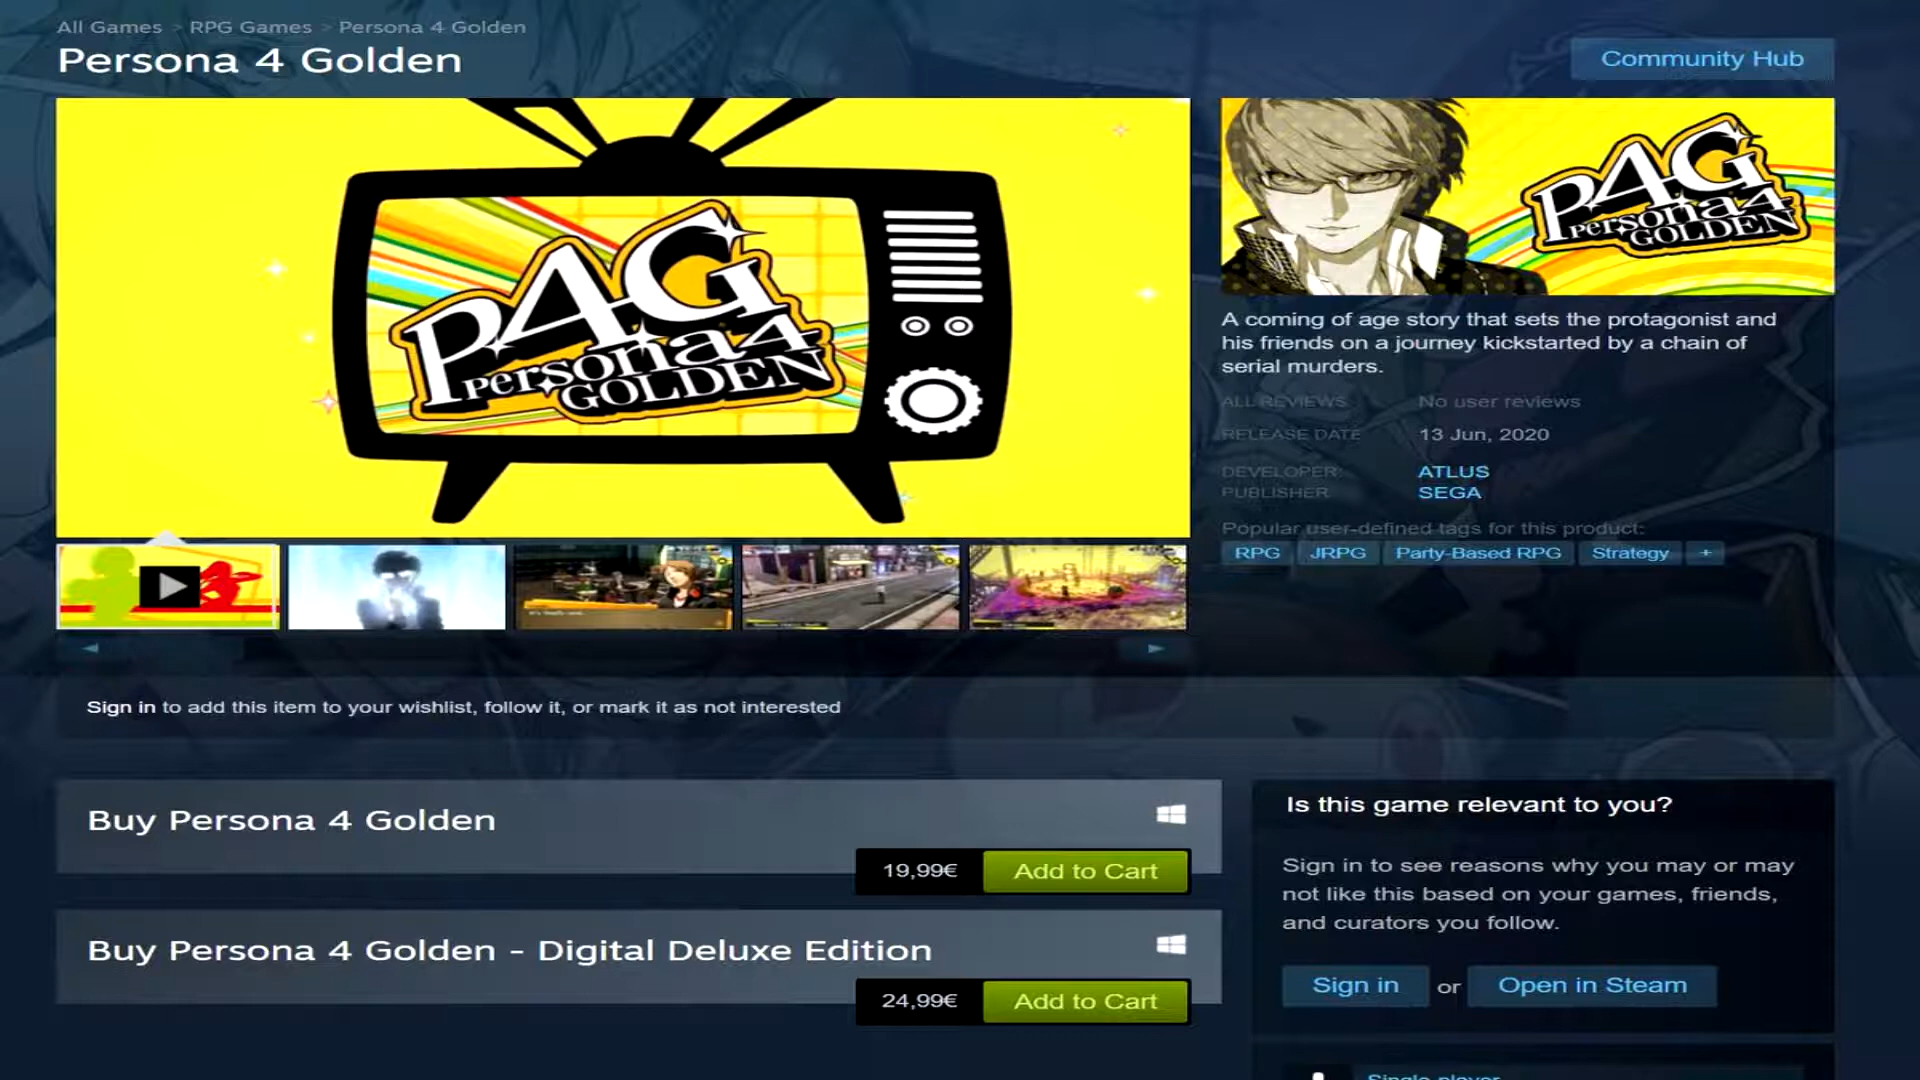 All Games > RPG Games > Persona 4 Golden
Persona 4 Golden
Community Hub
P4G
persona4
GOLDEN
P4G
persona4
GOLDEN
A coming of age story that sets the protagonist and
his friends on a journey kickstarted by a chain of
serial murders.
ALL REVIEWS: No user reviews
RELEASE DATE: 13 Jun, 2020
DEVELOPER: ATLUS
PUBLISHER: SEGA
Popular user-defined tags for this product:
RPG JRPG Party-Based RPG Strategy +
Sign in to add this item to your wishlist, follow it, or mark it as not interested
Buy Persona 4 Golden
19,99€ Add to Cart
Buy Persona 4 Golden - Digital Deluxe Edition
24,99€ Add to Cart
Is this game relevant to you?
Sign in to see reasons why you may or may
not like this based on your games, friends,
and curators you follow.
Sign in or Open in Steam
Single-player